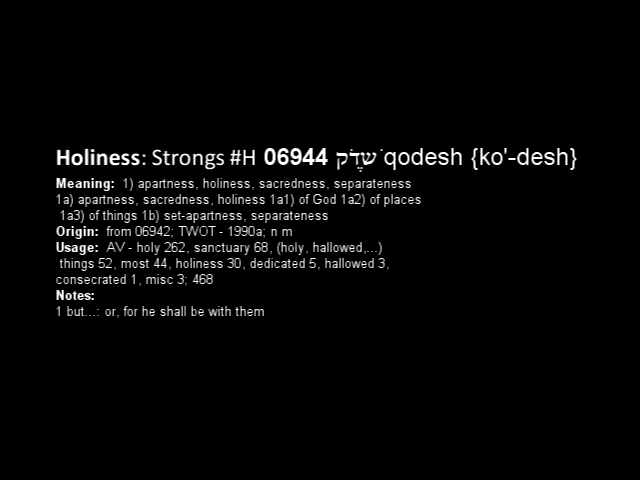 Holiness: Strongs #H 06944 קֹדֶשׁ qodesh {ko'-desh}
Meaning: 1) apartness, holiness, sacredness, separateness
1a) apartness, sacredness, holiness 1a1) of God 1a2) of places
1a3) of things 1b) set-apartness, separateness
Origin: from 06942; TWOT - 1990a; n m
Usage: AV - holy 262, sanctuary 68, (holy, hallowed,...)
things 52, most 44, holiness 30, dedicated 5, hallowed 3,
consecrated 1, misc 3; 468
Notes:
1 but...: or, for he shall be with them